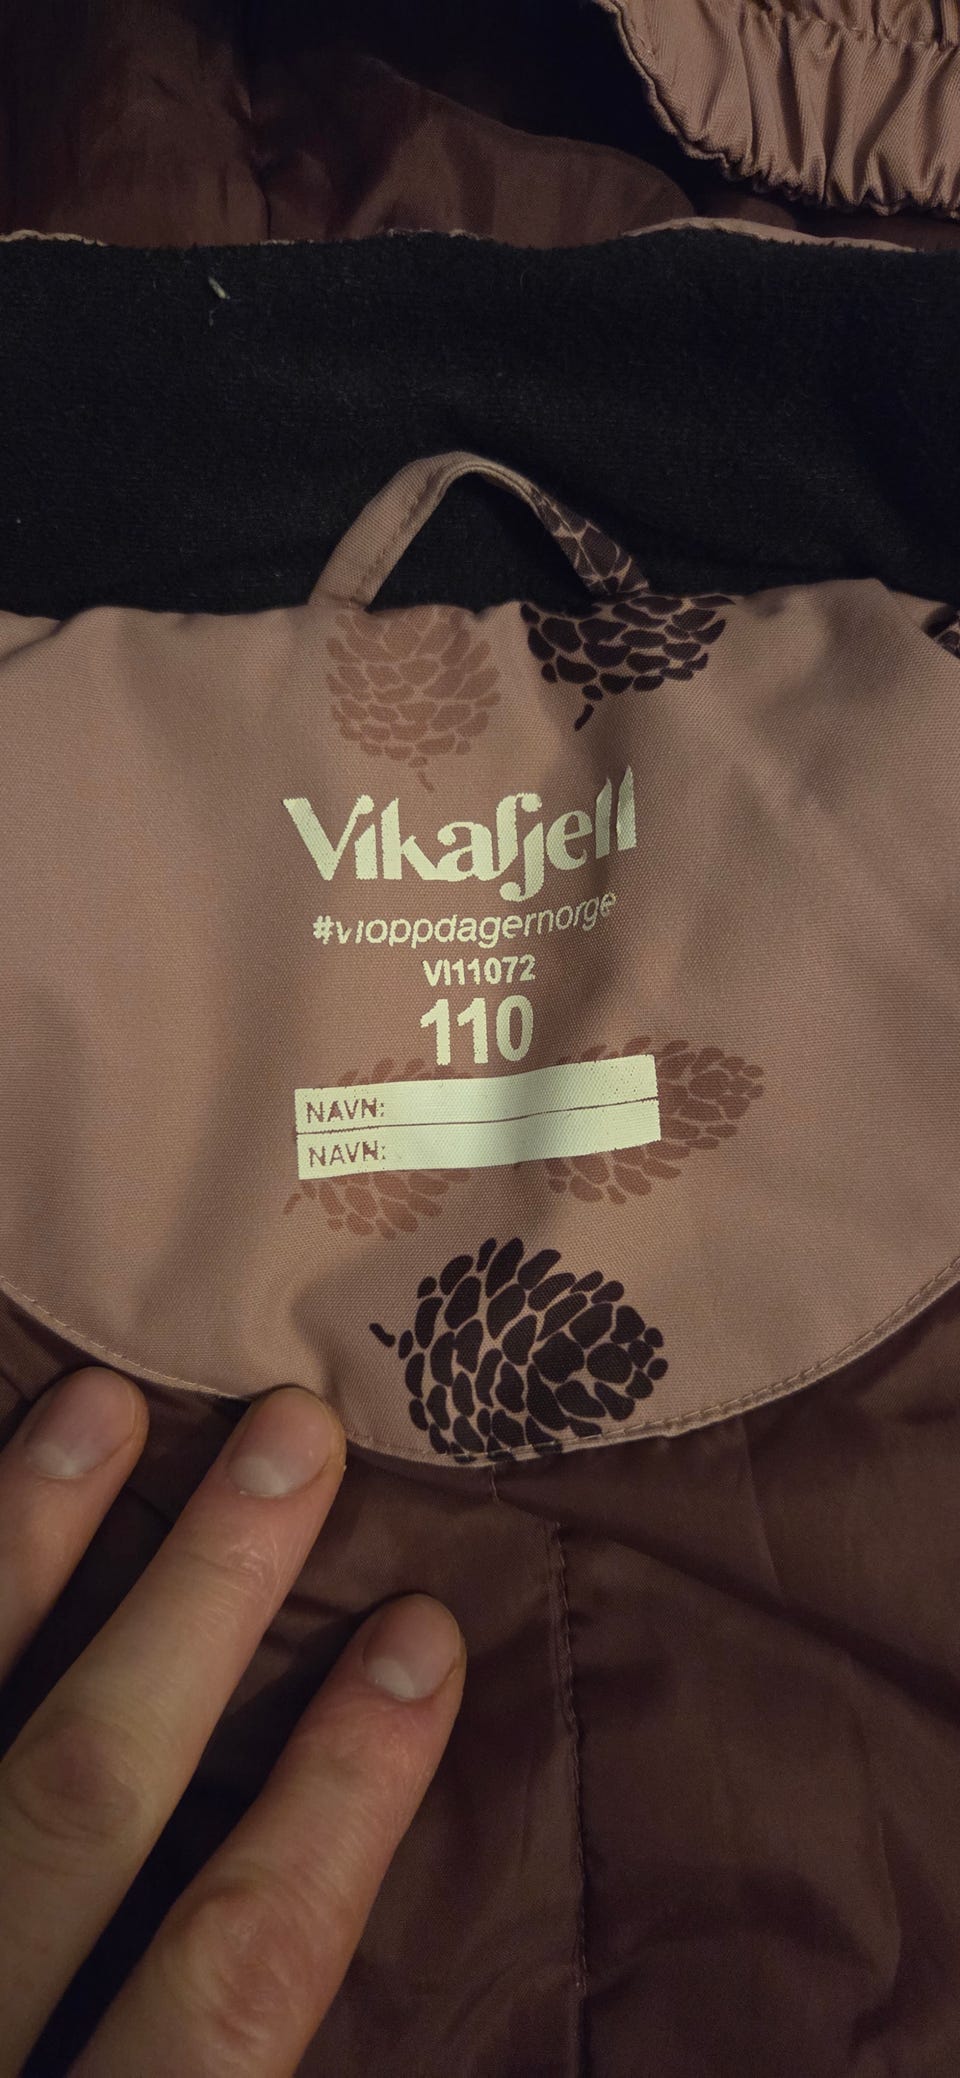 Vikafjell
#vioppdagernorge
VI11072
110
NAVN:
NAVN: